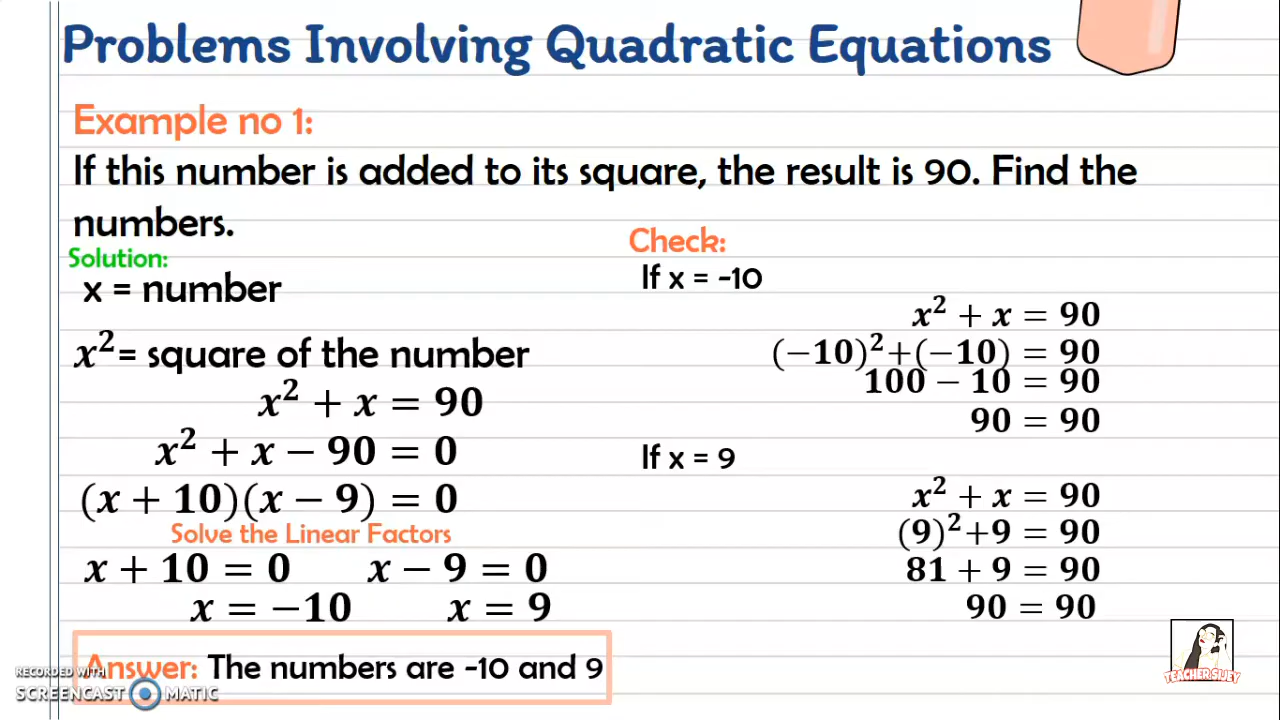 Problems Involving Quadratic Equations
Example no 1:
If this number is added to its square, the result is 90. Find the
numbers.
Solution:
x = number
x²= square of the number
x² + x = 90
x² + x − 90 = 0
(x + 10)(x − 9) = 0
Solve the Linear Factors
x + 10 = 0 x − 9 = 0
x = −10 x = 9
Answer: The numbers are -10 and 9
Check:
If x = -10
x² + x = 90
(−10)²+(−10) = 90
100 − 10 = 90
90 = 90
If x = 9
x² + x = 90
(9)²+9 = 90
81 + 9 = 90
90 = 90
TEACHER SIJEY
RECORDED WITH
SCREENCAST MATIC